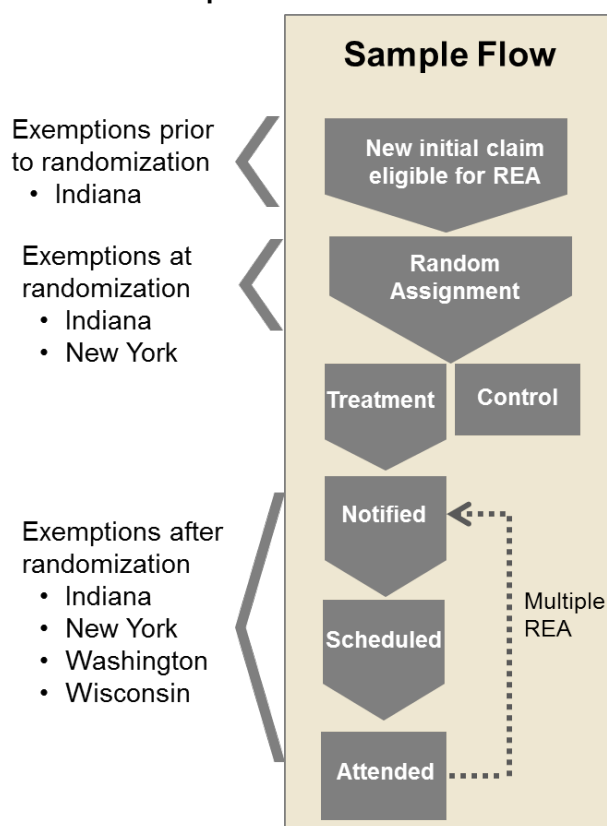 Sample Flow
Exemptions prior
to randomization
• Indiana
New initial claim
eligible for REA
Exemptions at
randomization
• Indiana
• New York
Random
Assignment
Treatment
Control
Exemptions after
randomization
• Indiana
• New York
• Washington
• Wisconsin
Notified
Scheduled
Attended
Multiple
REA